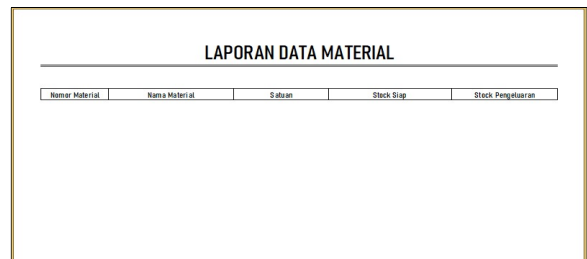 LAPORAN DATA MATERIAL
Nomor Material Nama Material Satuan Stock Siap Stock Pengeluaran